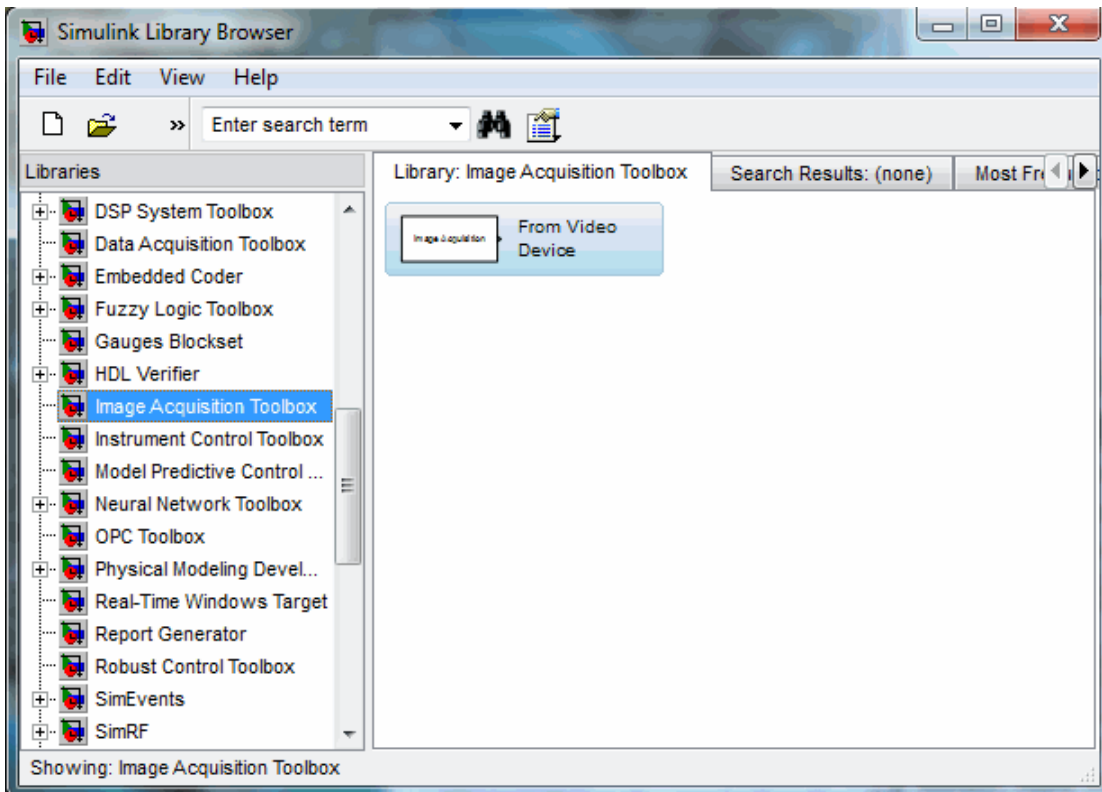 Simulink Library Browser
File Edit View Help
» Enter search term
Libraries
Library: Image Acquisition Toolbox Search Results: (none) Most Fre
DSP System Toolbox
Data Acquisition Toolbox
Embedded Coder
Fuzzy Logic Toolbox
Gauges Blockset
HDL Verifier
Image Acquisition Toolbox
Instrument Control Toolbox
Model Predictive Control ...
Neural Network Toolbox
OPC Toolbox
Physical Modeling Devel...
Real-Time Windows Target
Report Generator
Robust Control Toolbox
SimEvents
SimRF
Image Acquisition
From Video
Device
Showing: Image Acquisition Toolbox